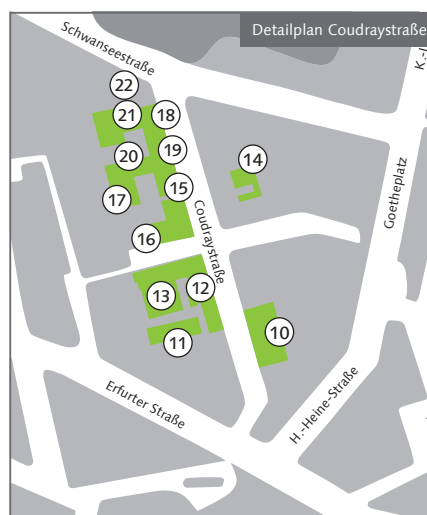 Detailplan Coudraystraße
Schwanseestraße
22
21
18
20
19
14
17
15
16
Coudraystraße
Goetheplatz
13
12
11
10
Erfurter Straße
H.-Heine-Straße